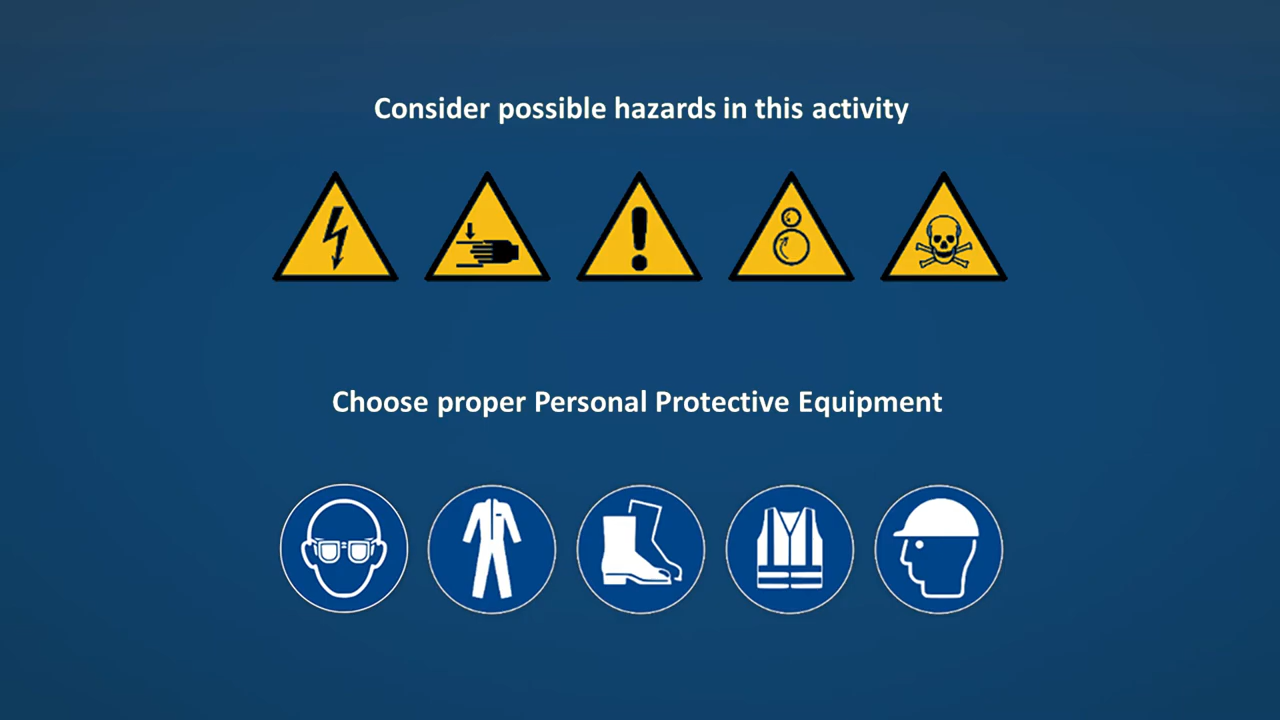 Consider possible hazards in this activity
Choose proper Personal Protective Equipment